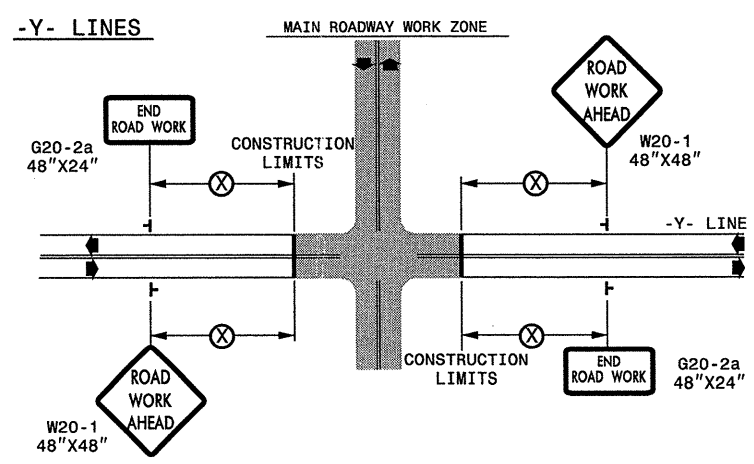 -Y- LINES
MAIN ROADWAY WORK ZONE
END
ROAD WORK
G20-2a
48"X24"
CONSTRUCTION
LIMITS
ROAD
WORK
AHEAD
W20-1
48"X48"
X
X
-Y- LINE
X
X
ROAD
WORK
AHEAD
W20-1
48"X48"
CONSTRUCTION
LIMITS
END
ROAD WORK
G20-2a
48"X24"